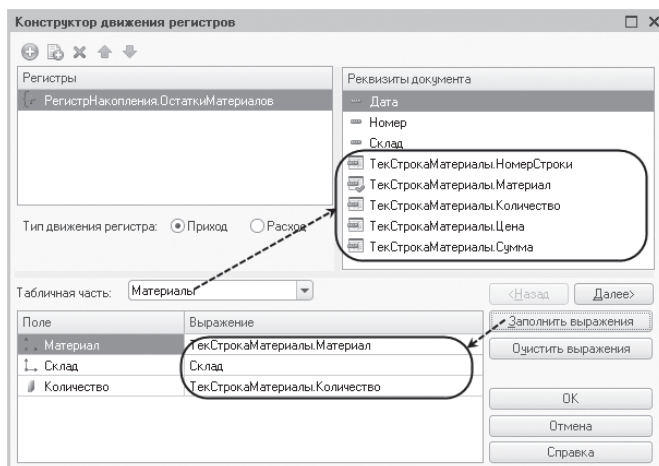 Конструктор движения регистров
Регистры
РегистрНакопления.ОстаткиМатериалов
Реквизиты документа
Дата
Номер
Склад
ТекСтрокаМатериалы.НомерСтроки
ТекСтрокаМатериалы.Материал
ТекСтрокаМатериалы.Количество
ТекСтрокаМатериалы.Цена
ТекСтрокаМатериалы.Сумма
Тип движения регистра: Приход Расход
Табличная часть: Материалы
<Назад Далее>
Поле Выражение
Материал ТекСтрокаМатериалы.Материал
Склад Склад
Количество ТекСтрокаМатериалы.Количество
Заполнить выражения
Очистить выражения
ОК
Отмена
Справка